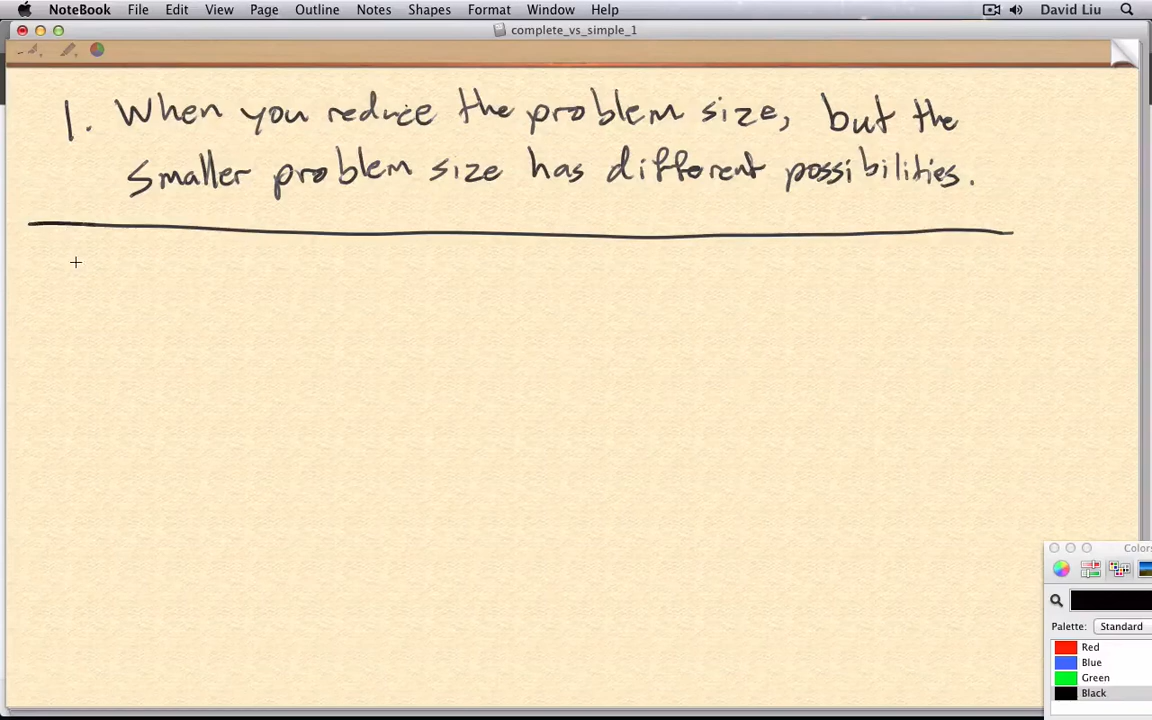 NoteBook File Edit View Page Outline Notes Shapes Format Window Help David Liu
complete_vs_simple_1
1. When you reduce the problem size, but the
smaller problem size has different possibilities.
Colors
Palette: Standard
Red
Blue
Green
Black